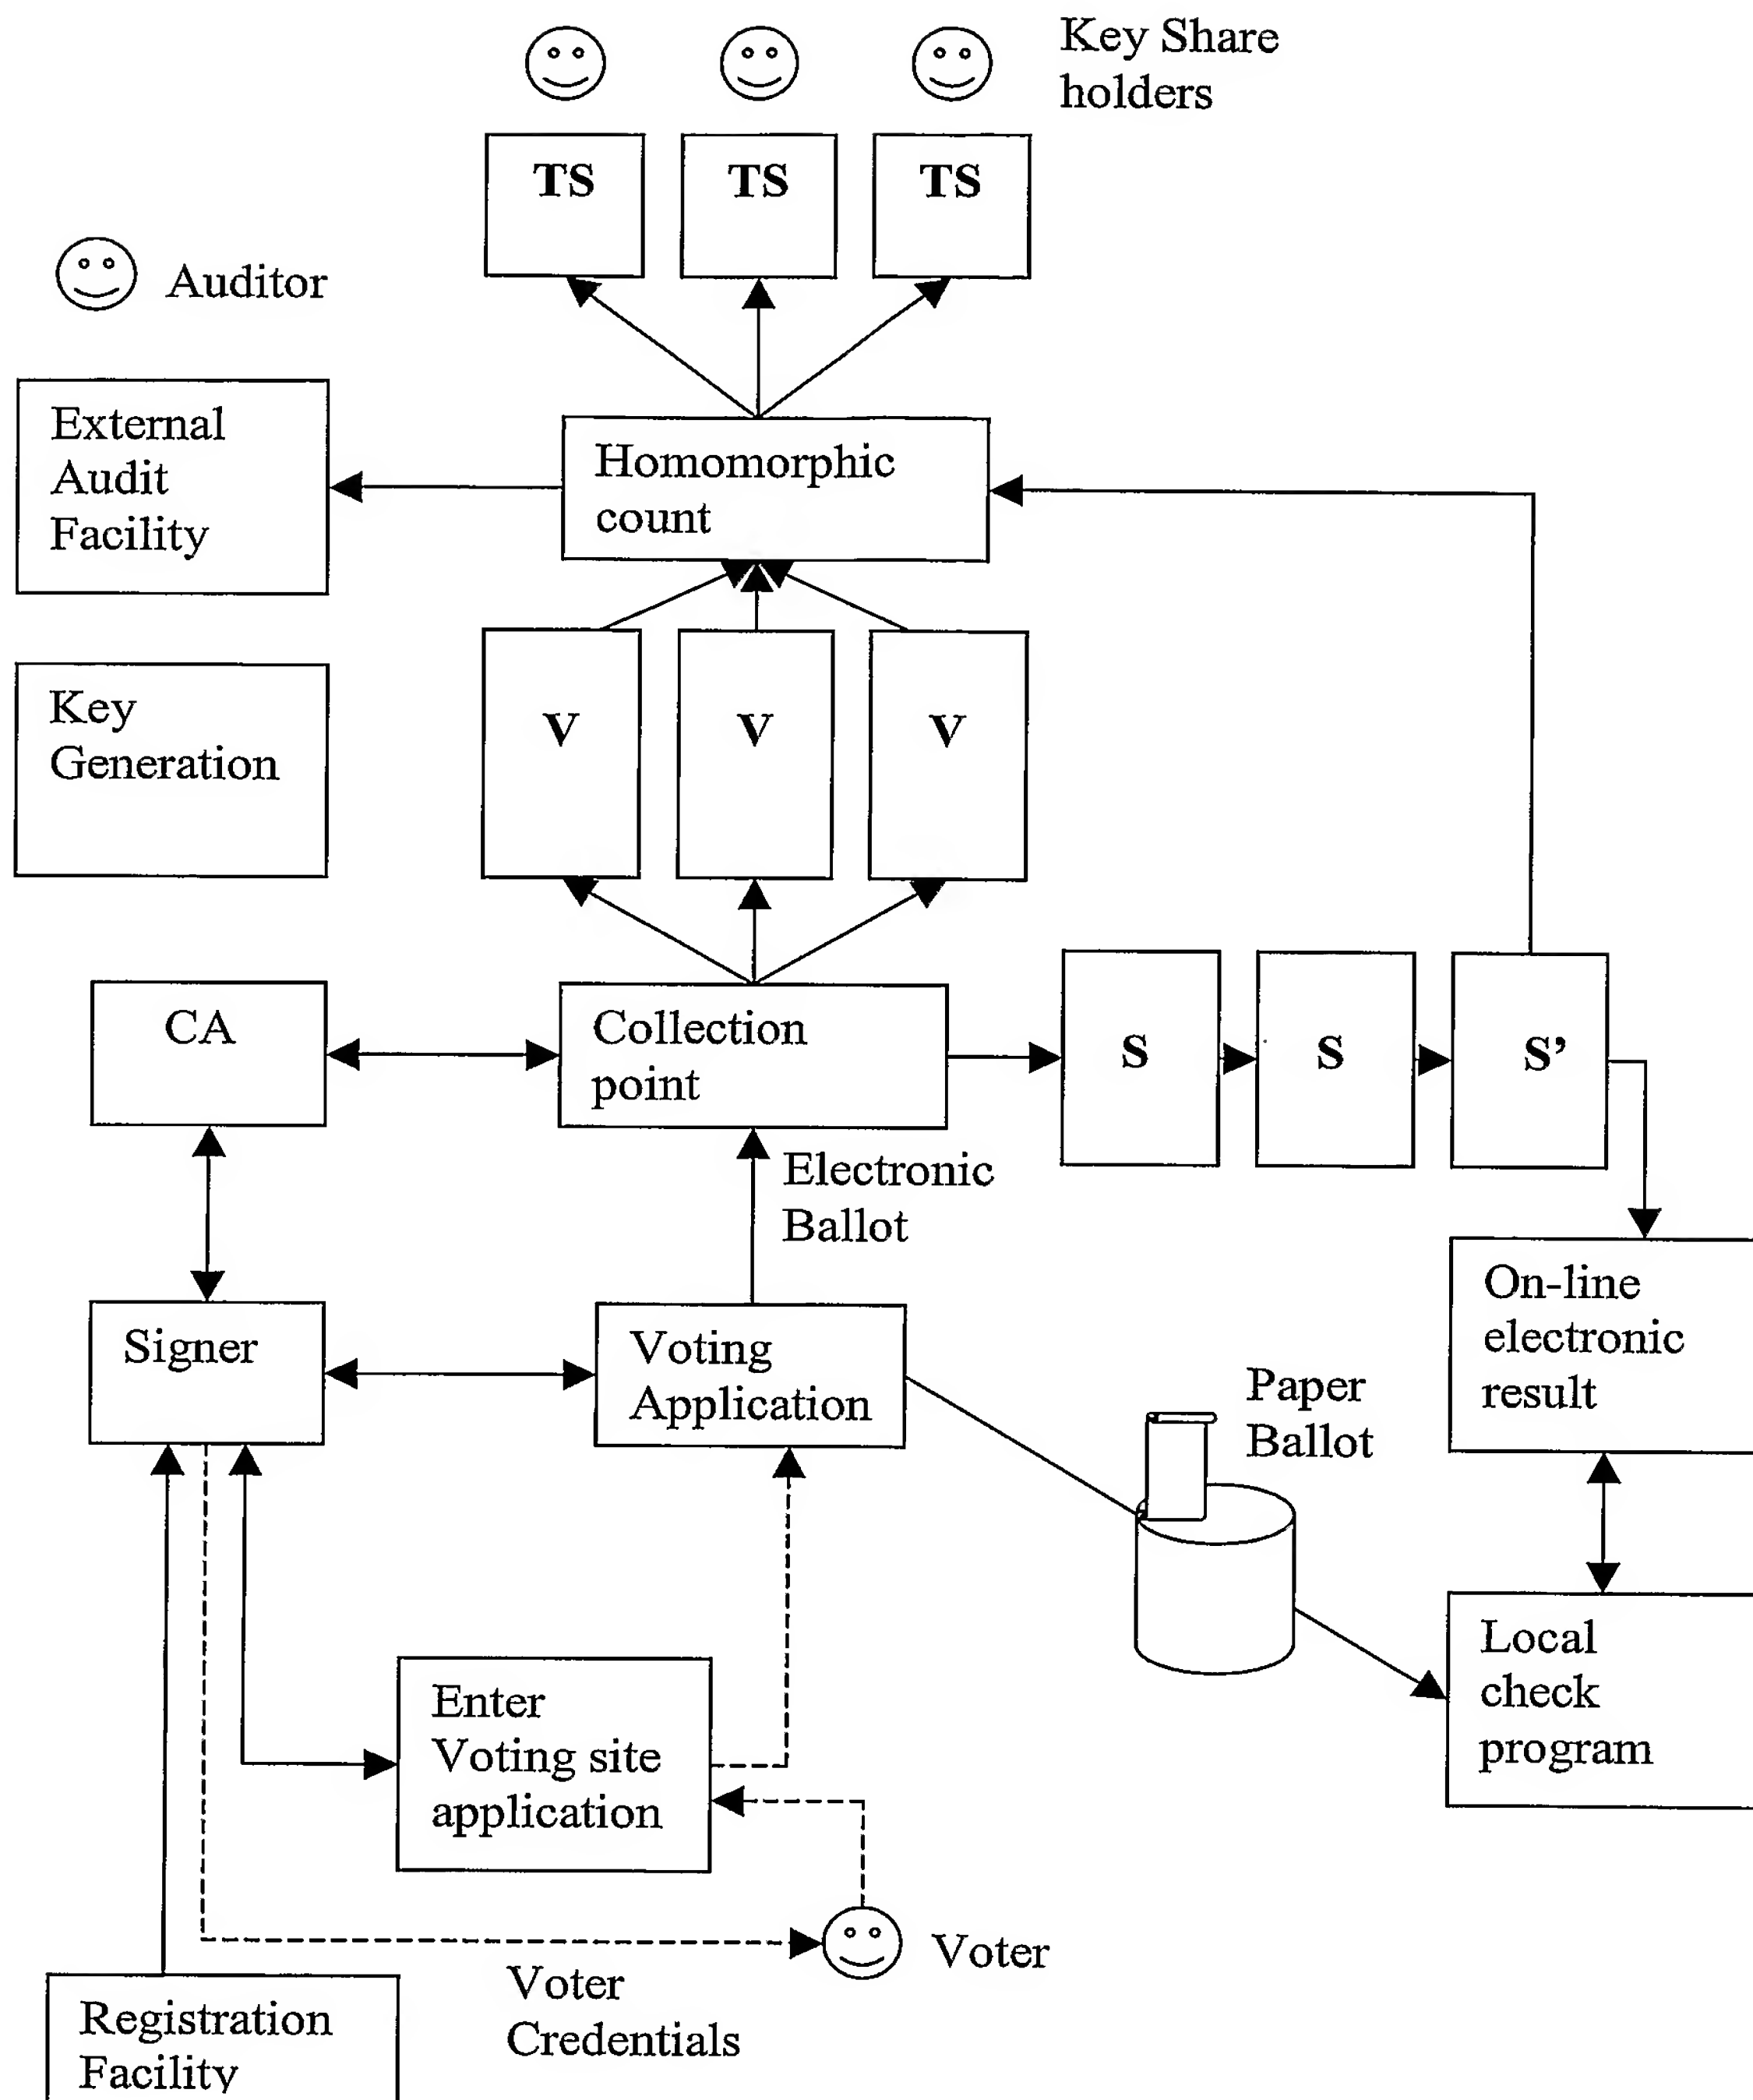 Key Share
holders
TS
TS
TS
Auditor
External
Audit
Facility
Homomorphic
count
Key
Generation
V
V
V
CA
Collection
point
S
S
S’
Electronic
Ballot
Signer
Voting
Application
On-line
electronic
result
Paper
Ballot
Enter
Voting site
application
Local
check
program
Voter
Voter
Credentials
Registration
Facility